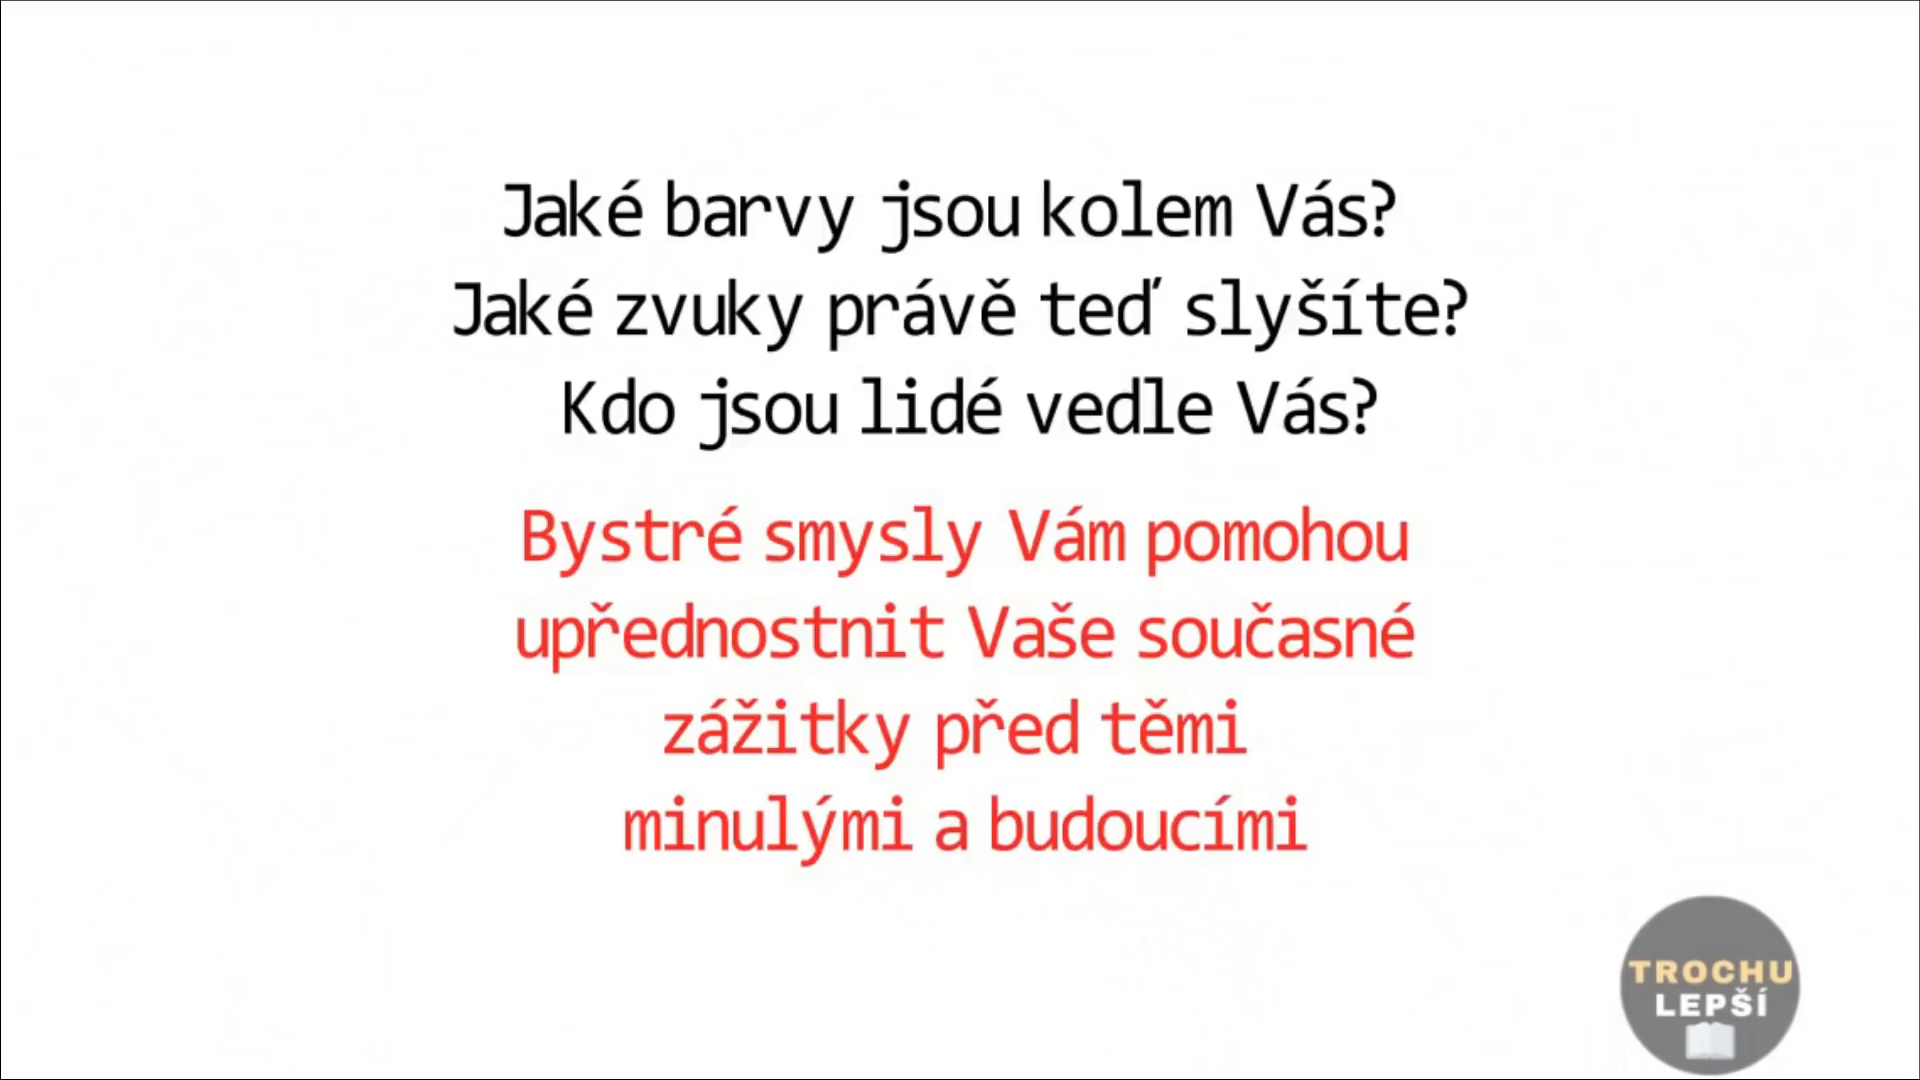 Jaké barvy jsou kolem Vás?
Jaké zvuky právě teď slyšíte?
Kdo jsou lidé vedle Vás?
Bystré smysly Vám pomohou
upřednostnit Vaše současné
zážitky před těmi
minulými a budoucími
TROCHU
LEPŠÍ